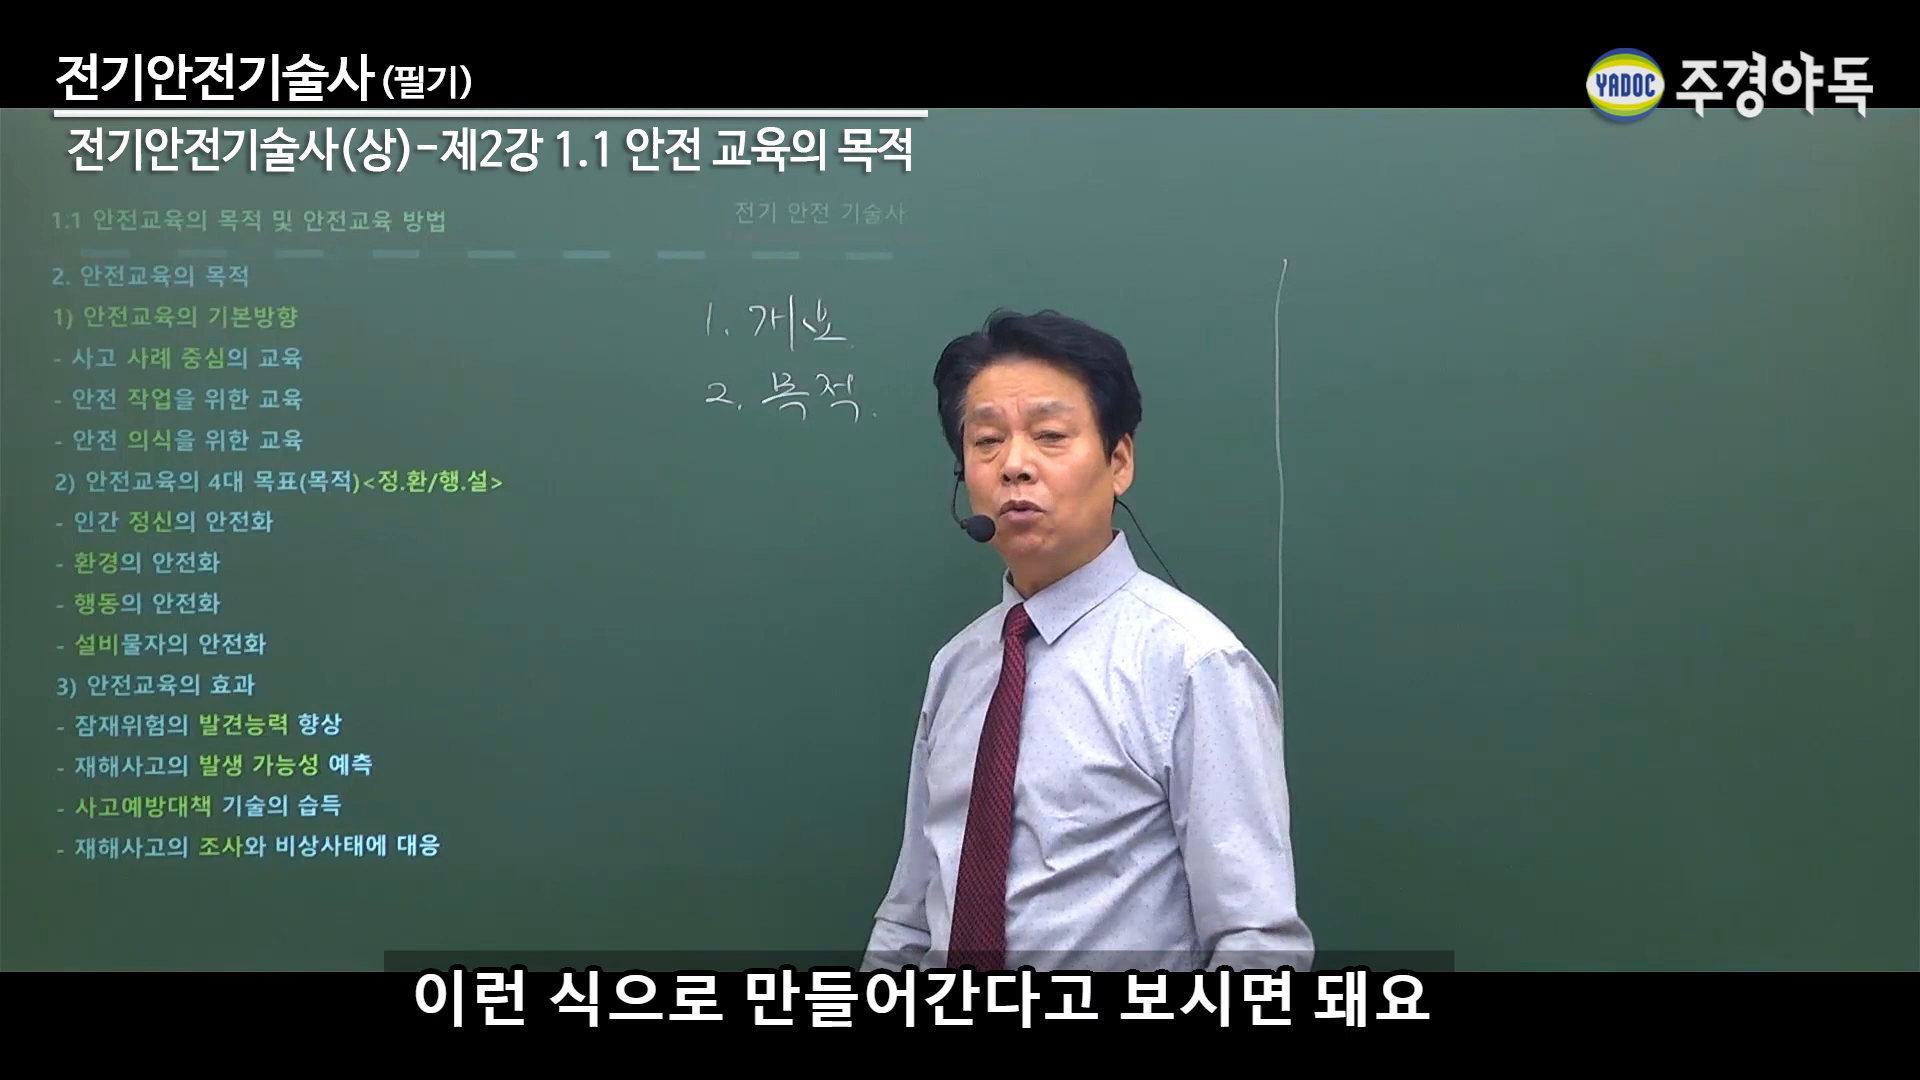 전기안전기술사 (필기)
YADOC 주경야독
전기안전기술사(상)-제2강 1.1 안전 교육의 목적
1.1 안전교육의 목적 및 안전교육 방법
전기 안전 기술사
2. 안전교육의 목적
1) 안전교육의 기본방향
- 사고 사례 중심의 교육
- 안전 작업을 위한 교육
- 안전 의식을 위한 교육
2) 안전교육의 4대 목표(목적)<정.환/행.설>
- 인간 정신의 안전화
- 환경의 안전화
- 행동의 안전화
- 설비물자의 안전화
3) 안전교육의 효과
- 잠재위험의 발견능력 향상
- 재해사고의 발생 가능성 예측
- 사고예방대책 기술의 습득
- 재해사고의 조사와 비상사태에 대응
1. 개요.
2. 목적.
이런 식으로 만들어간다고 보시면 돼요